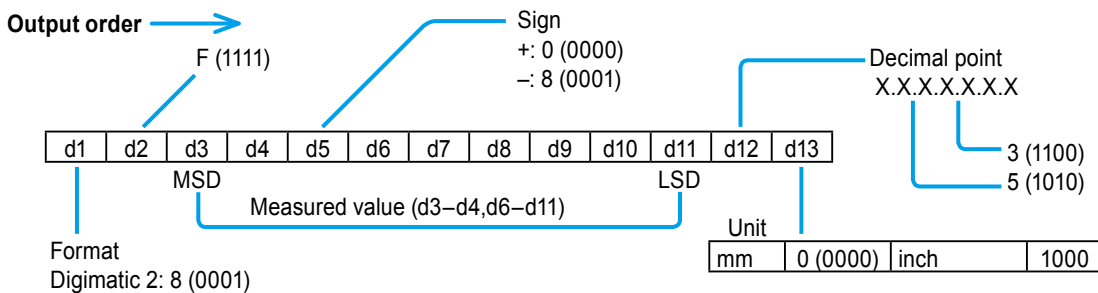 Output order
Sign
F (1111)
+: 0 (0000)
–: 8 (0001)
Decimal point
X.X.X.X.X.X.X
d1 d2 d3 d4 d5 d6 d7 d8 d9 d10 d11 d12 d13
3 (1100)
5 (1010)
MSD LSD
Measured value (d3–d4,d6–d11)
Format
Digimatic 2: 8 (0001)
Unit
mm 0 (0000) inch 1000